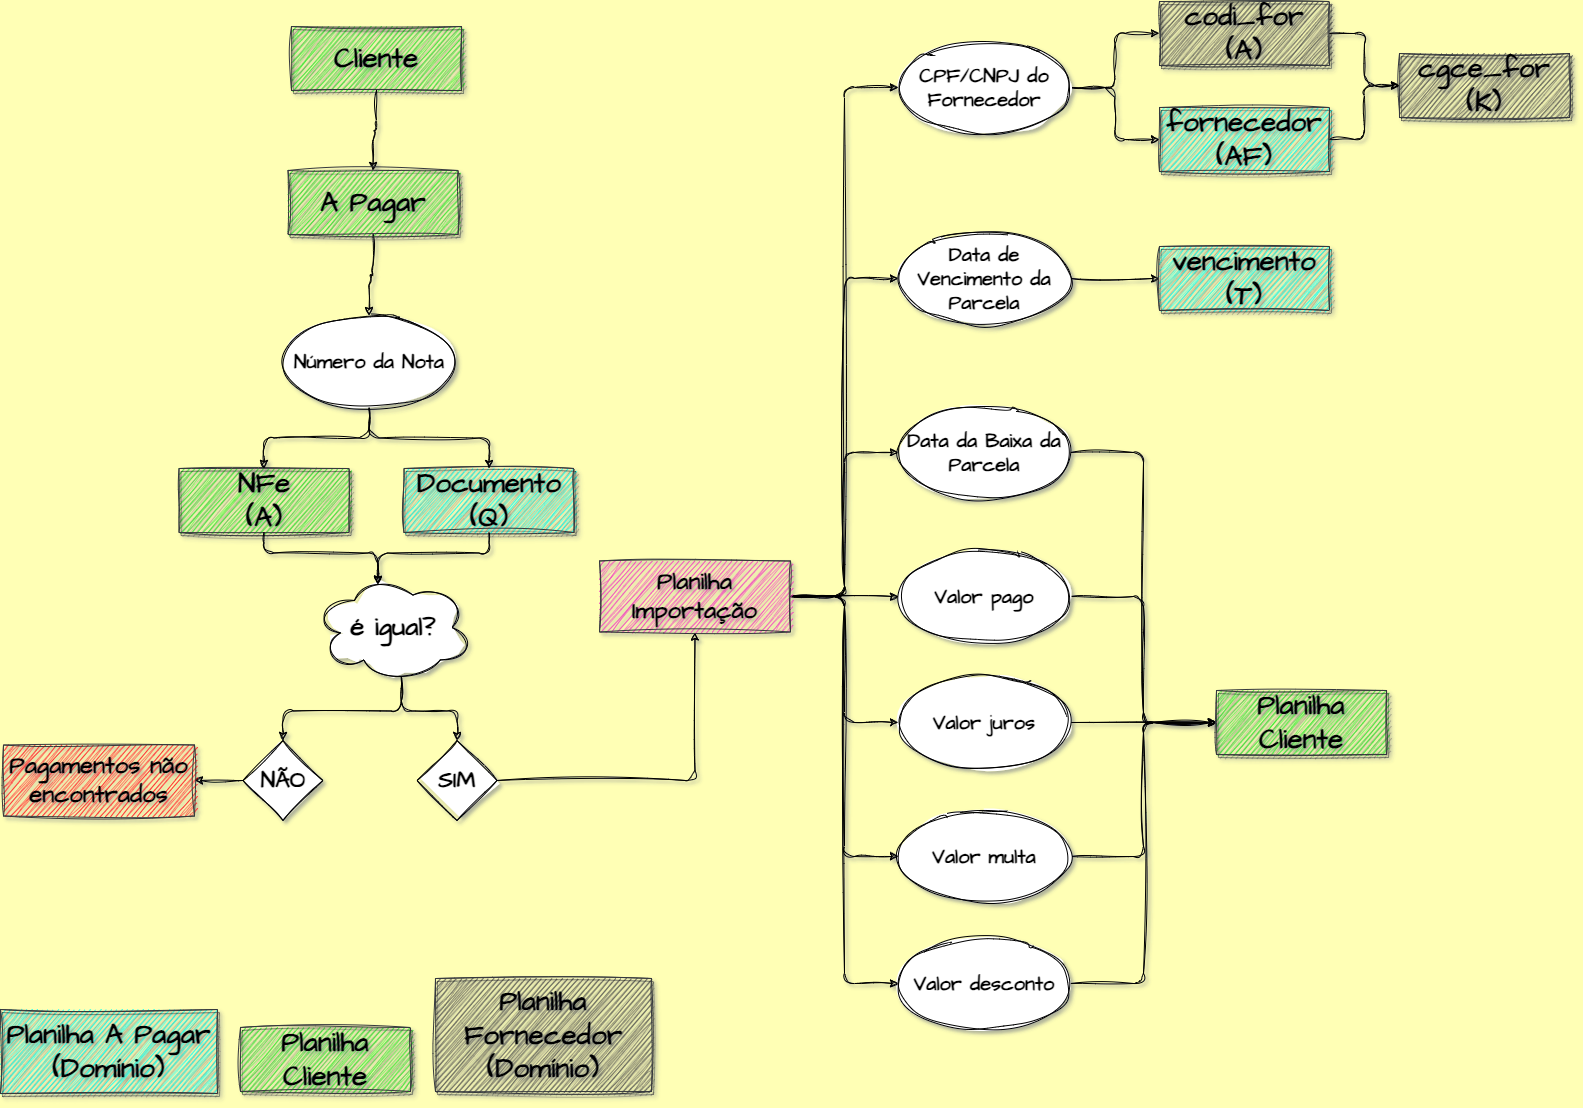 Cliente
A Pagar
Número da Nota
NFe
(A)
Documento
(Q)
é igual?
NÃO
SIM
Pagamentos não
encontrados
Planilha
Importação
CPF/CNPJ do
Fornecedor
codi_for
(A)
fornecedor
(AF)
cgce_for
(K)
Data de
Vencimento da
Parcela
vencimento
(T)
Data da Baixa da
Parcela
Valor pago
Valor juros
Valor multa
Valor desconto
Planilha
Cliente
Planilha A Pagar
(Domínio)
Planilha
Cliente
Planilha
Fornecedor
(Domínio)